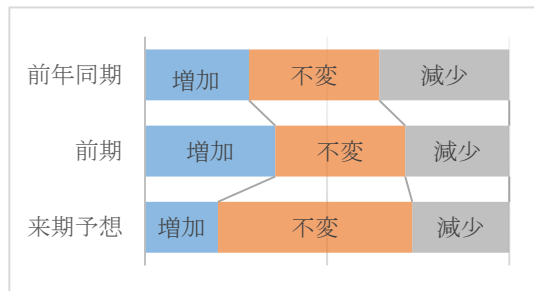 前年同期 増加 不変 減少
前期 増加 不変 減少
来期予想 増加 不変 減少